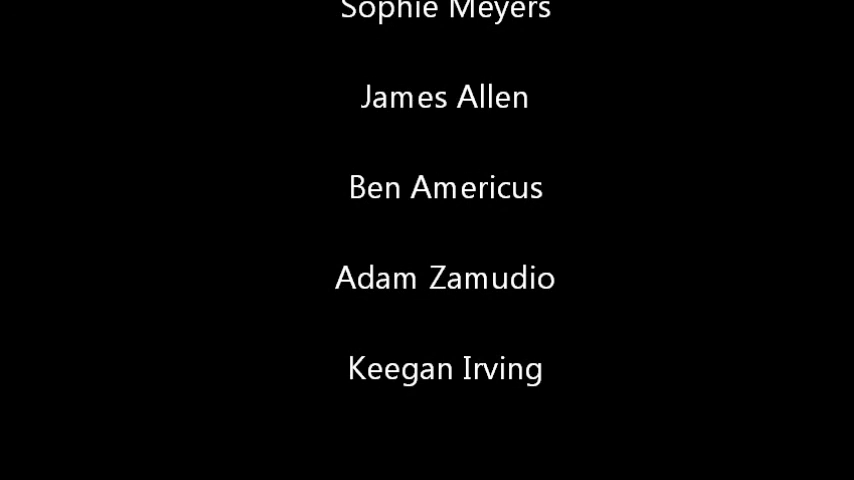 Sophie Meyers
James Allen
Ben Americus
Adam Zamudio
Keegan Irving